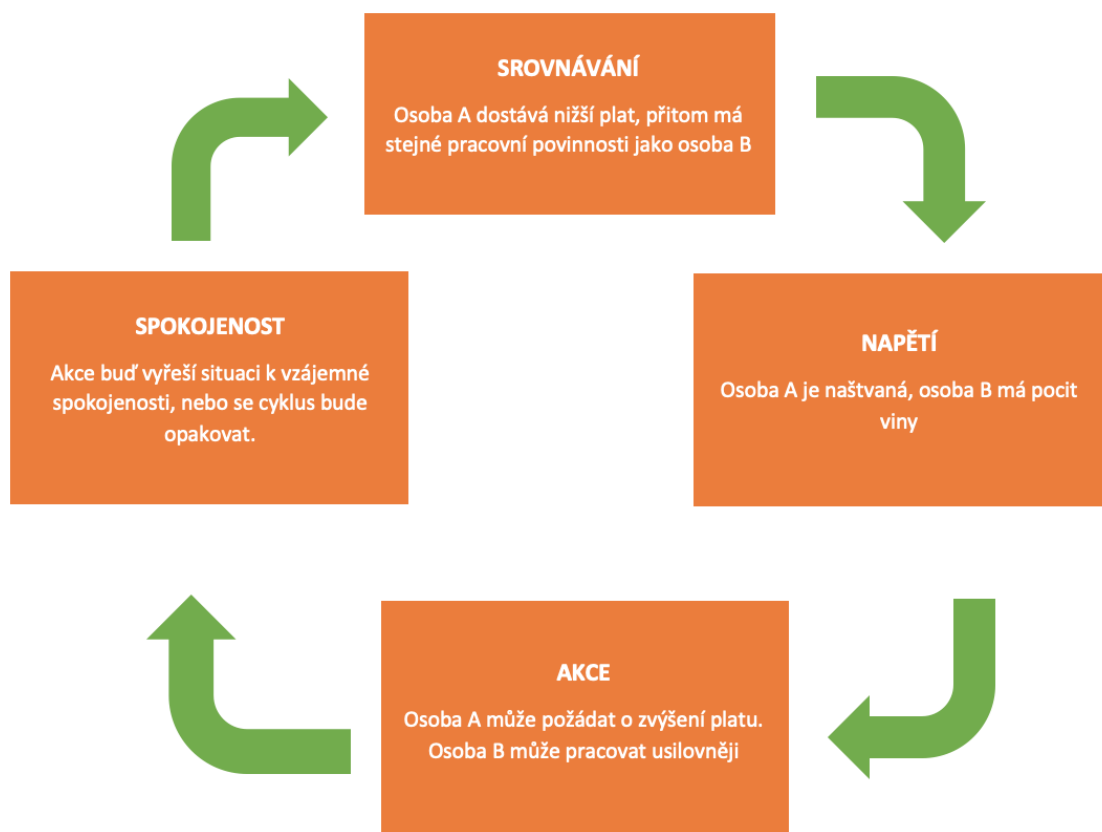 SROVNÁVÁNÍ
Osoba A dostává nižší plat, přitom má
stejné pracovní povinnosti jako osoba B
NAPĚTÍ
Osoba A je naštvaná, osoba B má pocit
viny
AKCE
Osoba A může požádat o zvýšení platu.
Osoba B může pracovat usilovněji
SPOKOJENOST
Akce buď vyřeší situaci k vzájemné
spokojenosti, nebo se cyklus bude
opakovat.